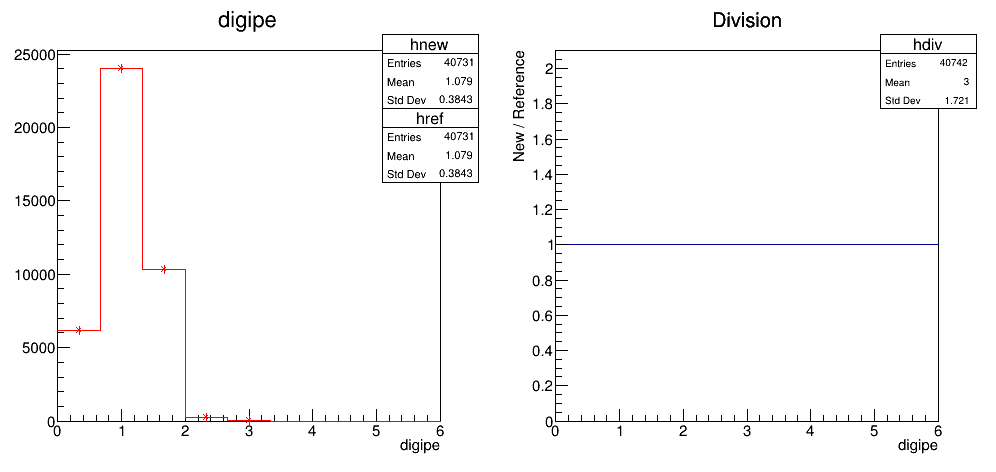 digipe
hnew
Entries 40731
Mean 1.079
Std Dev 0.3843
href
Entries 40731
Mean 1.079
Std Dev 0.3843
25000
20000
15000
10000
5000
0
0 1 2 3 4 5 6
digipe
Division
hdiv
Entries 40742
Mean 3
Std Dev 1.721
New / Reference
2
1.8
1.6
1.4
1.2
1
0.8
0.6
0.4
0.2
0
0 1 2 3 4 5 6
digipe